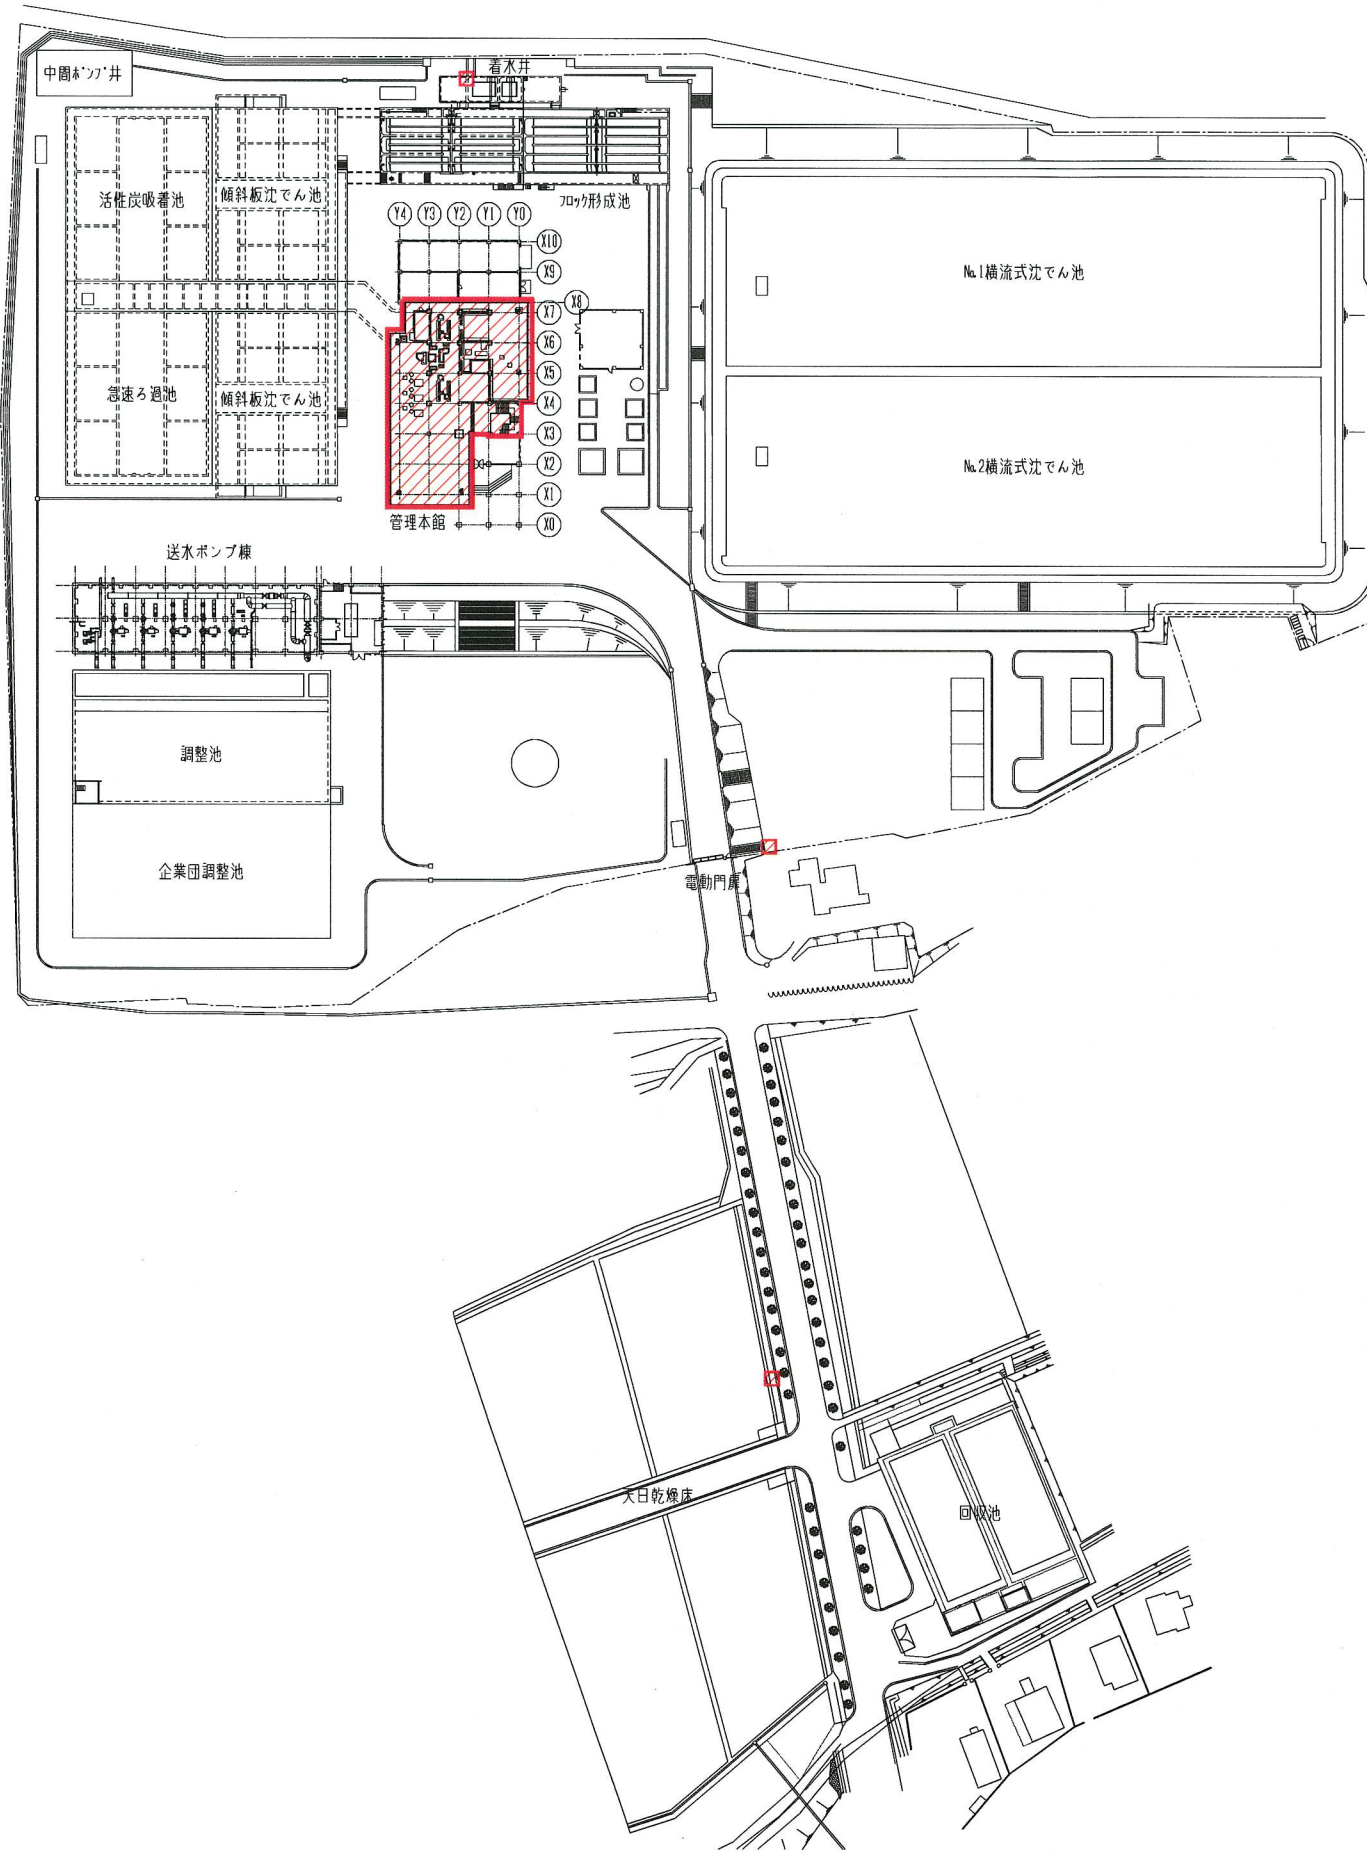 中間ポンプ井
着水井
活性炭吸着池
傾斜板沈でん池
フロック形成池
Y4
Y3
Y2
Y1
Y0
X10
X9
X8
X7
X6
X5
X4
X3
X2
X1
X0
No.1横流式沈でん池
急速ろ過池
傾斜板沈でん池
No.2横流式沈でん池
管理本館
送水ポンプ棟
調整池
企業団調整池
電動門扉
天日乾燥床
回収池